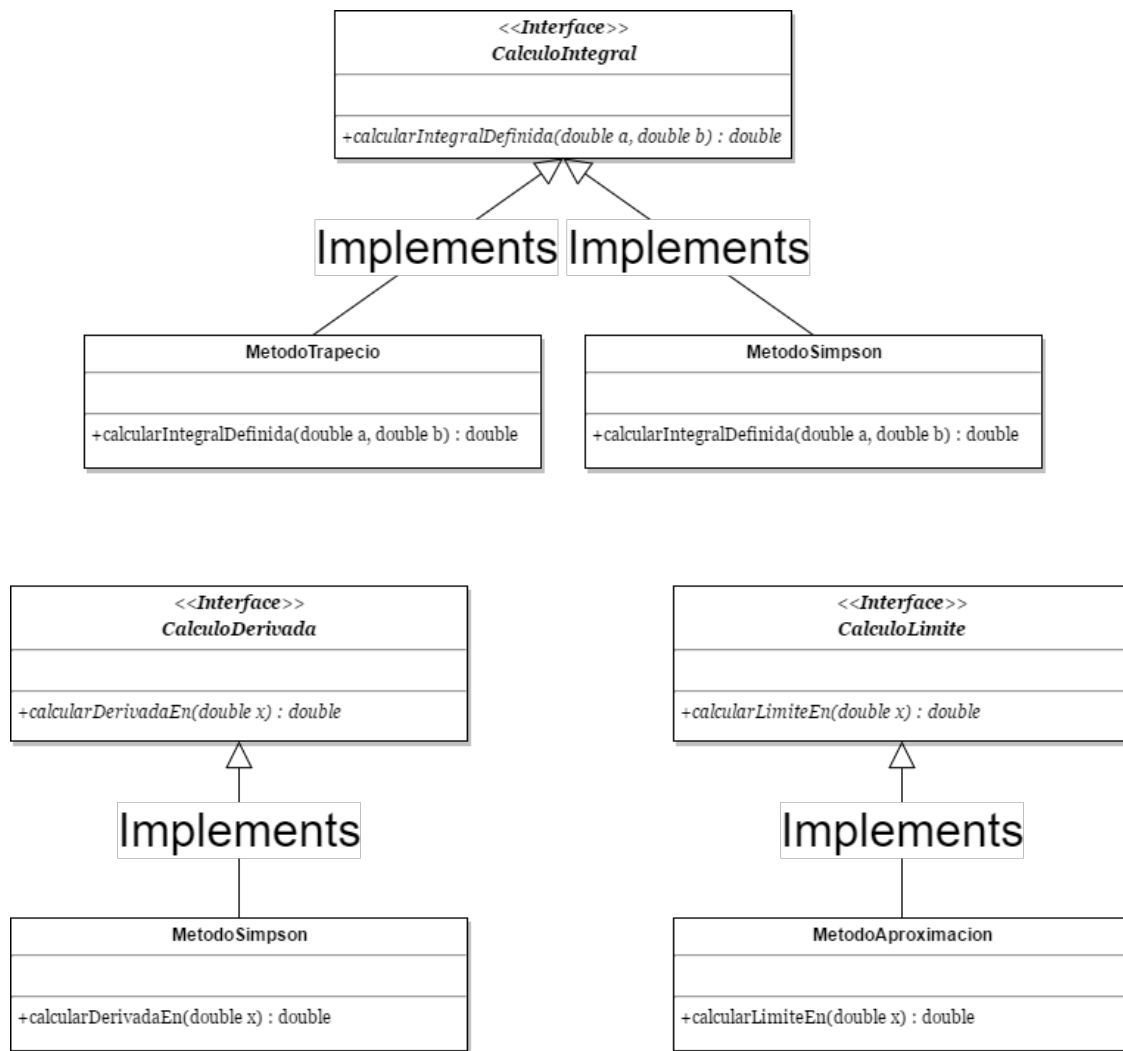 <<Interface>>
CalculoIntegral
+calcularIntegralDefinida(double a, double b) : double
Implements
Implements
MetodoTrapecio
+calcularIntegralDefinida(double a, double b) : double
MetodoSimpson
+calcularIntegralDefinida(double a, double b) : double
<<Interface>>
CalculoDerivada
+calcularDerivadaEn(double x) : double
<<Interface>>
CalculoLimite
+calcularLimiteEn(double x) : double
Implements
Implements
MetodoSimpson
+calcularDerivadaEn(double x) : double
MetodoAproximacion
+calcularLimiteEn(double x) : double